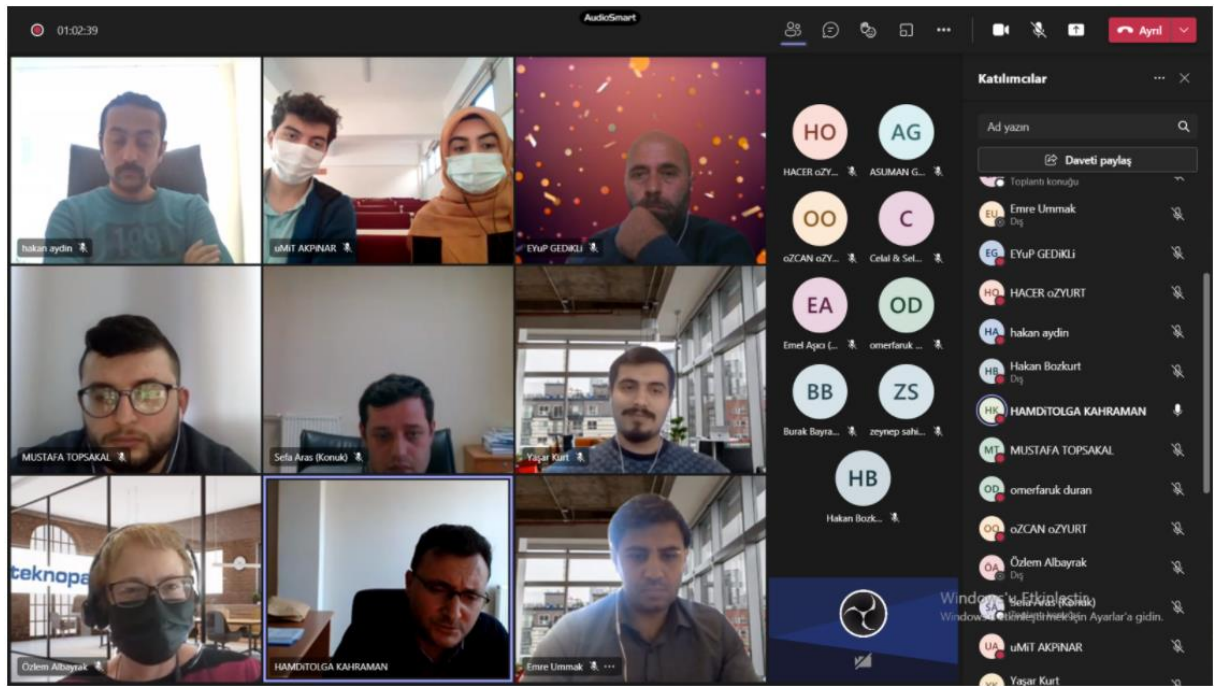 01:02:39
AudioSmart
Ayrıl
hakan aydin
uMiT AKPiNAR
EYuP GEDiKLi
MUSTAFA TOPSAKAL
Sefa Aras (Konuk)
Yaşar Kurt
teknopa
Özlem Albayrak
HAMDiTOLGA KAHRAMAN
Emre Ummak
HO
AG
HACER oZY...
ASUMAN G...
OO
C
oZCAN oZY...
Celal & Sel...
EA
OD
Emel Aşıcı (...
omerfaruk ...
BB
ZS
Burak Bayra...
zeynep sahi...
HB
Hakan Bozk...
Katılımcılar
Ad yazın
Daveti paylaş
Toplantı konuğu
EU
Emre Ummak
Dış
EG
EYuP GEDiKLi
HO
HACER oZYURT
HA
hakan aydin
HB
Hakan Bozkurt
Dış
HK
HAMDiTOLGA KAHRAMAN
MT
MUSTAFA TOPSAKAL
OD
omerfaruk duran
OO
oZCAN oZYURT
ÖA
Özlem Albayrak
Dış
SA
Sefa Aras (Konuk)
Windows'u Etkinleştir
Windows'u etkinleştirmek için Ayarlar'a gidin.
UA
uMiT AKPiNAR
YK
Yaşar Kurt